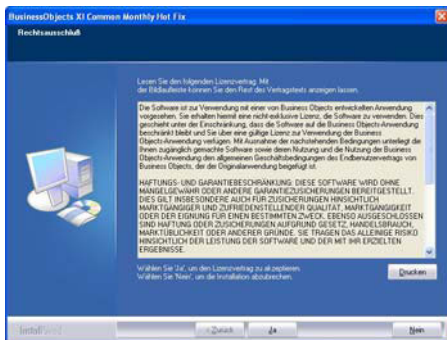 BusinessObjects XI Common Monthly Hot Fix
Rechtsausschluß
Lesen Sie den folgenden Lizenzvertrag. Mit
der Bildlaufleiste können Sie den Rest des Vertragstexts anzeigen lassen.
Die Software ist zur Verwendung mit einer von Business Objects entwickelten Anwendung
vorgesehen. Sie erhalten hiermit eine nicht-exklusive Lizenz, die Software zu verwenden. Dies
geschieht unter der Einschränkung, dass die Software auf die Business Objects-Anwendung
beschränkt bleibt und Sie über eine gültige Lizenz zur Verwendung der Business
Objects-Anwendung verfügen. Mit Ausnahme der nachstehenden Bedingungen unterliegt die
Ihnen zugänglich gemachte Software sowie deren Nutzung und die Nutzung der Business
Objects-Anwendung den allgemeinen Geschäftsbedingungen des Endbenutzervertrags von
Business Objects, der der Originalanwendung beigefügt ist.
HAFTUNGS- UND GARANTIEBESCHRÄNKUNG: DIESE SOFTWARE WIRD OHNE
MÄNGELGEWÄHR ODER ANDERE GARANTIEZUSICHERUNGEN BEREITGESTELLT.
DIES GILT INSBESONDERE AUCH FÜR ZUSICHERUNGEN HINSICHTLICH
MARKTGÄNGIGER UND ZUFRIEDENSTELLENDER QUALITÄT, MARKTGÄNGIGKEIT
ODER DER EIGNUNG FÜR EINEN BESTIMMTEN ZWECK. EBENSO AUSGESCHLOSSEN
SIND HAFTUNG ODER ZUSICHERUNGEN AUFGRUND GESETZ, HANDELSBRAUCH,
MARKTÜBLICHKEIT ODER ANDERER GRÜNDE. SIE TRAGEN DAS ALLEINIGE RISIKO
HINSICHTLICH DER LEISTUNG DER SOFTWARE UND DER MIT IHR ERZIELTEN
ERGEBNISSE.
Wählen Sie 'Ja', um den Lizenzvertrag zu akzeptieren.
Wählen Sie 'Nein', um die Installation abzubrechen.
Drucken
InstallShield
< Zurück
Ja
Nein